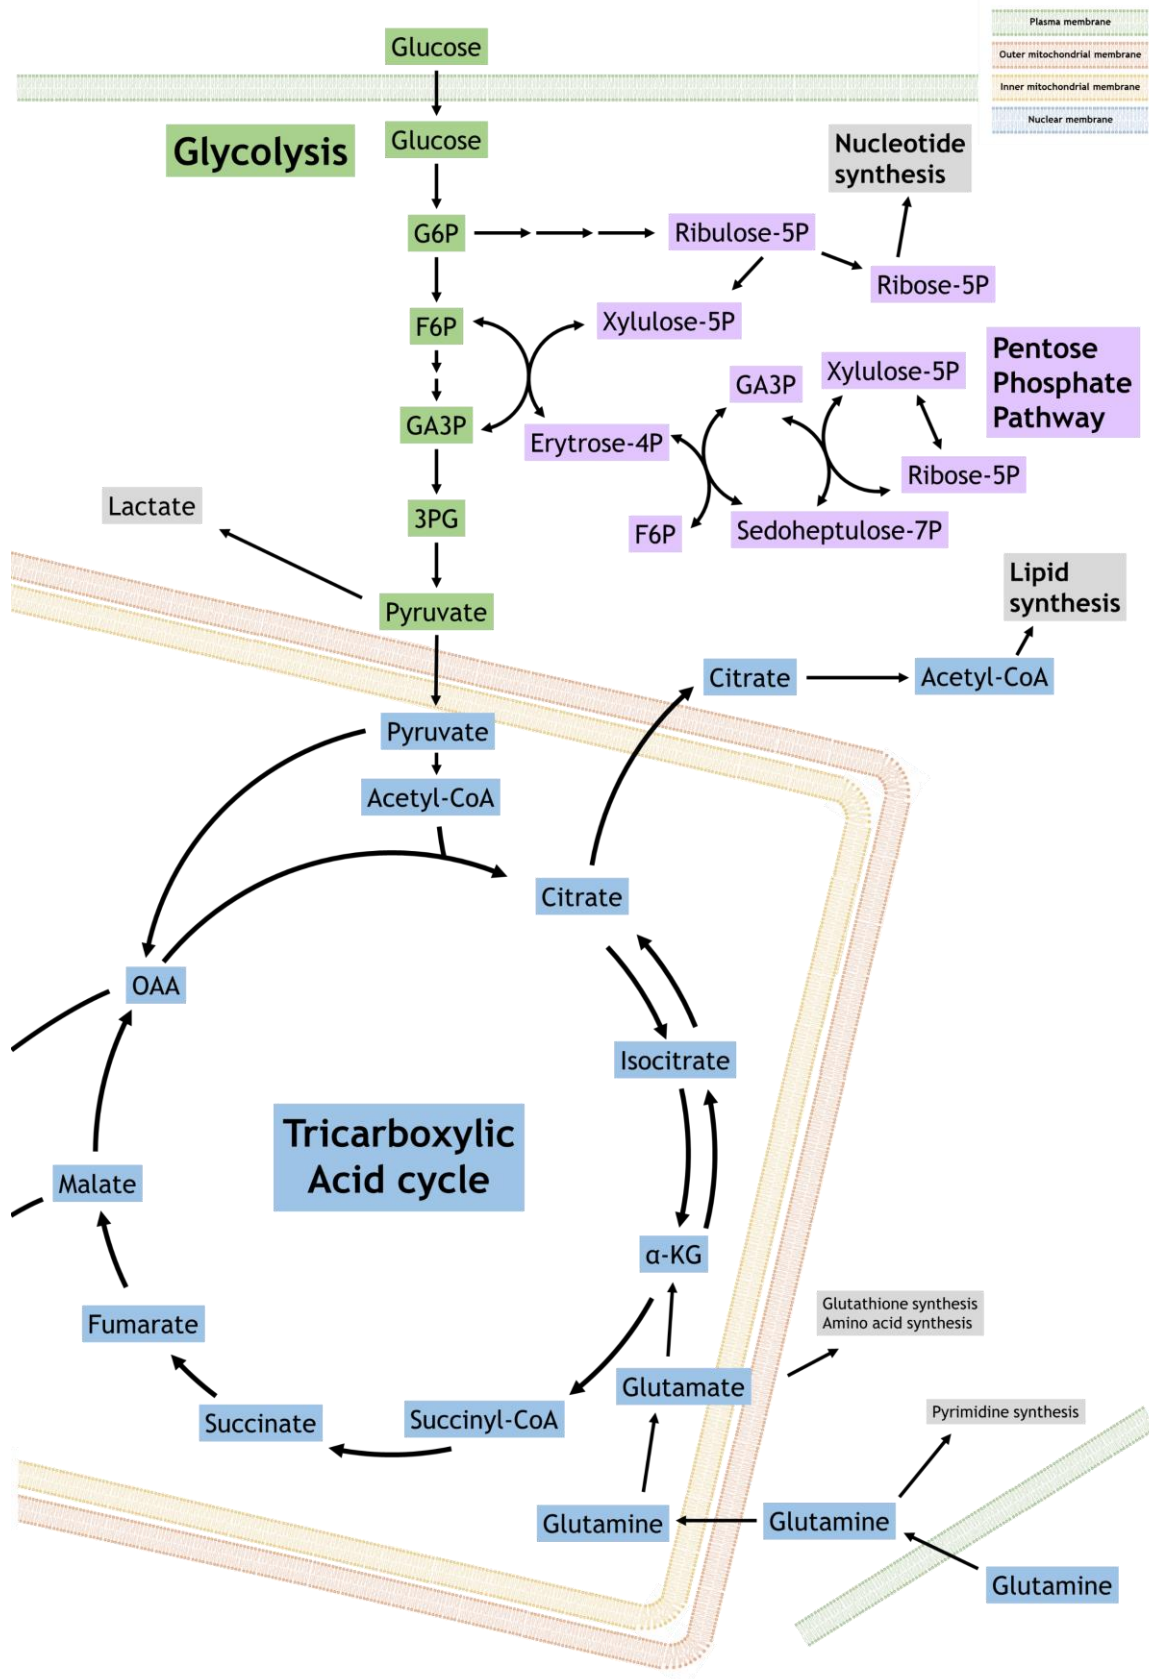 Plasma membrane
Outer mitochondrial membrane
Inner mitochondrial membrane
Nuclear membrane
Glucose
Glycolysis
Glucose
Nucleotide
synthesis
G6P
Ribulose-5P
Ribose-5P
F6P
Xylulose-5P
Pentose
Phosphate
Pathway
GA3P
Xylulose-5P
GA3P
Erytrose-4P
Ribose-5P
Lactate
3PG
F6P
Sedoheptulose-7P
Lipid
synthesis
Pyruvate
Citrate
Acetyl-CoA
Pyruvate
Acetyl-CoA
Citrate
OAA
Isocitrate
Tricarboxylic
Acid cycle
Malate
α-KG
Fumarate
Glutathione synthesis
Amino acid synthesis
Glutamate
Succinate
Succinyl-CoA
Pyrimidine synthesis
Glutamine
Glutamine
Glutamine